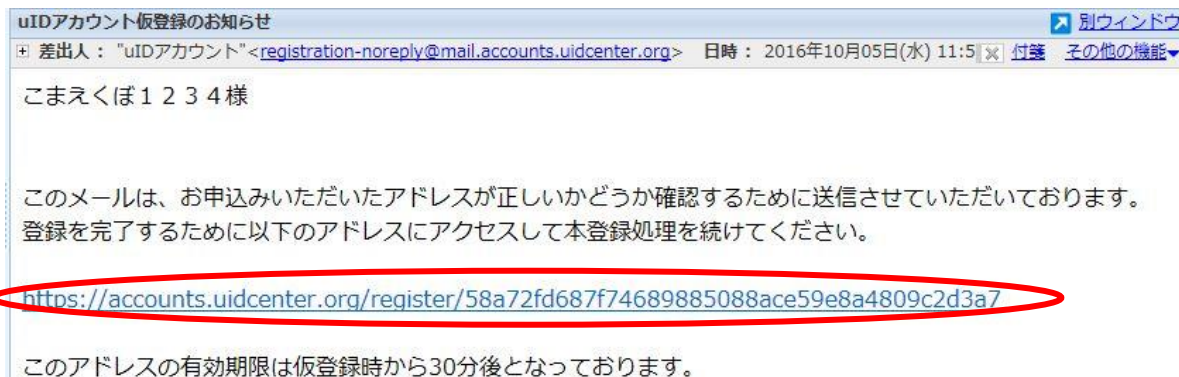 uIDアカウント仮登録のお知らせ
別ウィンドウ
差出人： "uIDアカウント"<registration-noreply@mail.accounts.uidcenter.org> 日時： 2016年10月05日(水) 11:5 付箋 その他の機能▼
こまえくぼ１２３４様
このメールは、お申込みいただいたアドレスが正しいかどうか確認するために送信させていただいております。
登録を完了するために以下のアドレスにアクセスして本登録処理を続けてください。
https://accounts.uidcenter.org/register/58a72fd687f74689885088ace59e8a4809c2d3a7
このアドレスの有効期限は仮登録時から30分後となっております。